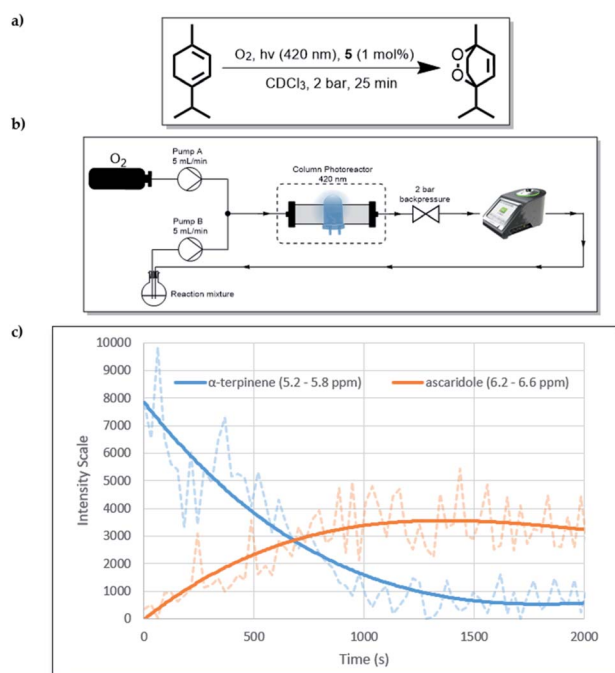 a)
O₂, hv (420 nm), 5 (1 mol%)
CDCl₃, 2 bar, 25 min
O
O
b)
O₂
Pump A
5 mL/min
Column Photoreactor
420 nm
2 bar
backpressure
Pump B
5 mL/min
Reaction mixture
c)
10000
9000
8000
7000
6000
5000
4000
3000
2000
1000
0
Intensity Scale
α-terpinene (5.2 - 5.8 ppm)
ascaridole (6.2 - 6.6 ppm)
0
500
1000
1500
2000
Time (s)